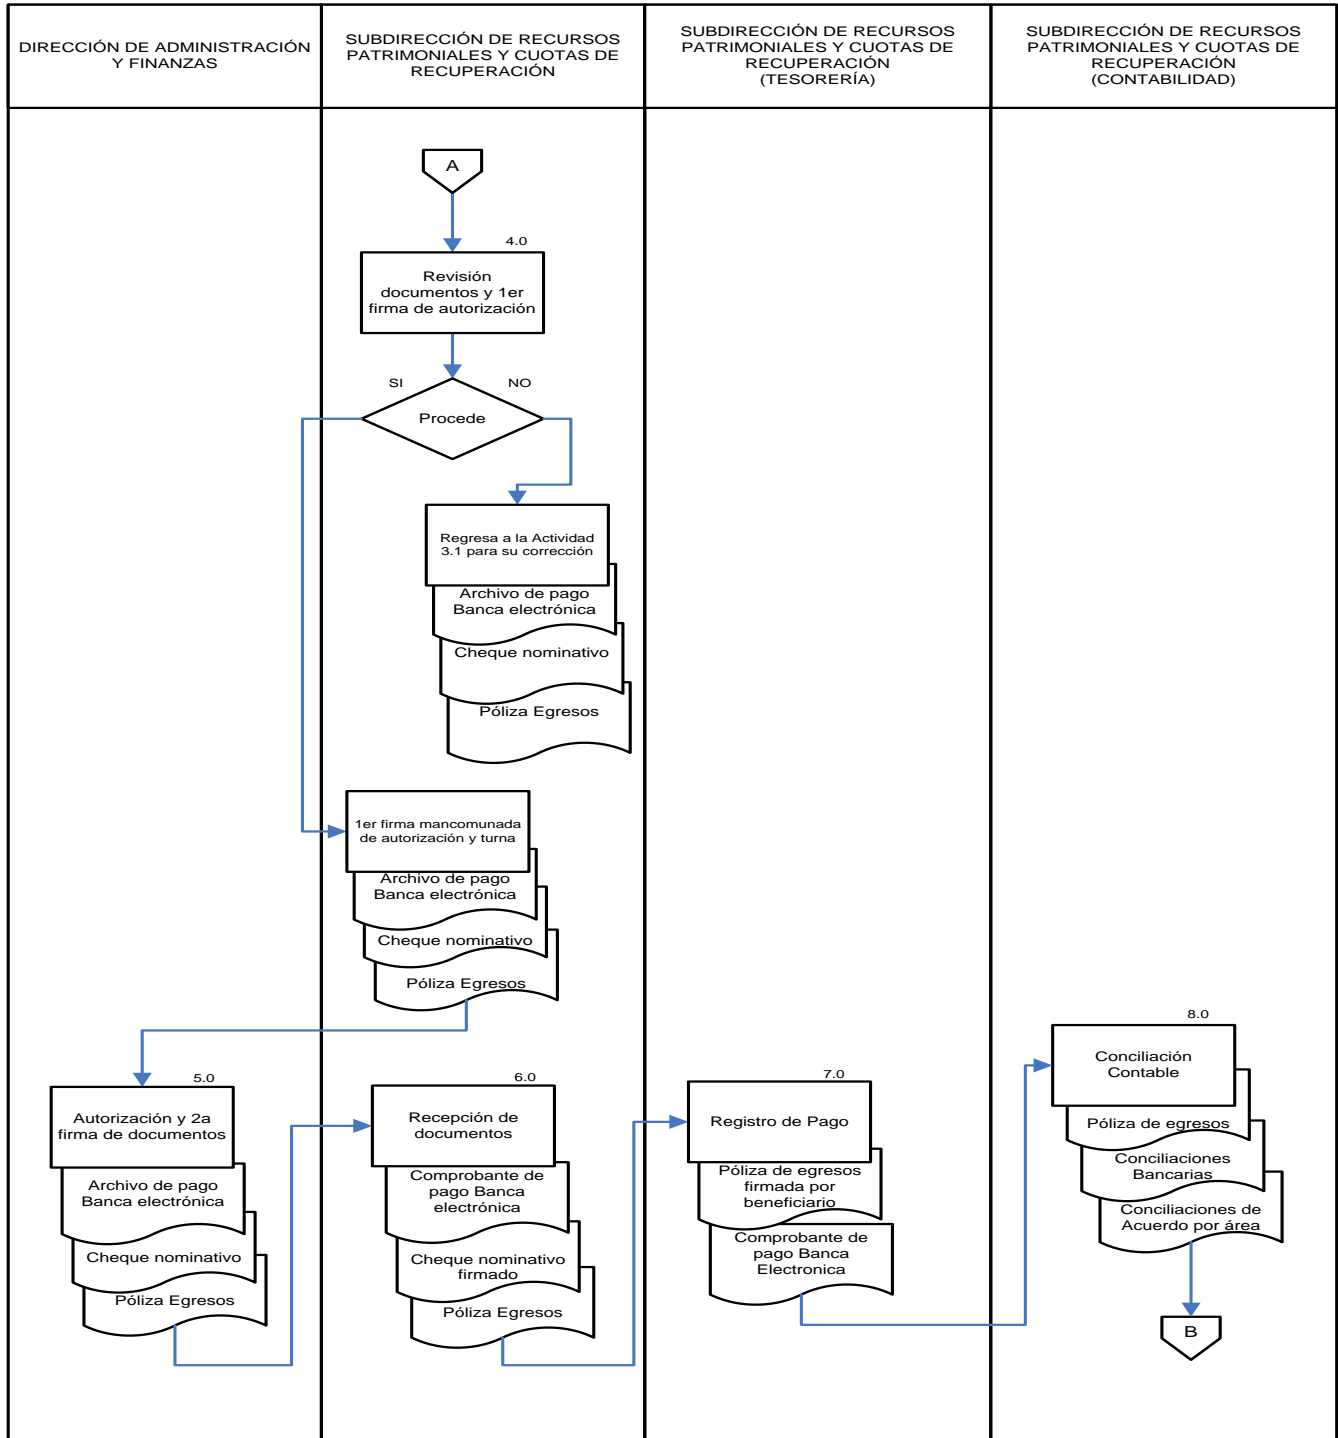 DIRECCIÓN DE ADMINISTRACIÓN
Y FINANZAS
SUBDIRECCIÓN DE RECURSOS
PATRIMONIALES Y CUOTAS DE
RECUPERACIÓN
SUBDIRECCIÓN DE RECURSOS
PATRIMONIALES Y CUOTAS DE
RECUPERACIÓN
(TESORERÍA)
SUBDIRECCIÓN DE RECURSOS
PATRIMONIALES Y CUOTAS DE
RECUPERACIÓN
(CONTABILIDAD)
A
4.0
Revisión
documentos y 1er
firma de autorización
SI
NO
Procede
Regresa a la Actividad
3.1 para su corrección
Archivo de pago
Banca electrónica
Cheque nominativo
Póliza Egresos
1er firma mancomunada
de autorización y turna
Archivo de pago
Banca electrónica
Cheque nominativo
Póliza Egresos
5.0
Autorización y 2a
firma de documentos
Archivo de pago
Banca electrónica
Cheque nominativo
Póliza Egresos
6.0
Recepción de
documentos
Comprobante de
pago Banca
electrónica
Cheque nominativo
firmado
Póliza Egresos
7.0
Registro de Pago
Póliza de egresos
firmada por
beneficiario
Comprobante de
pago Banca
Electronica
8.0
Conciliación
Contable
Póliza de egresos
Conciliaciones
Bancarias
Conciliaciones de
Acuerdo por área
B